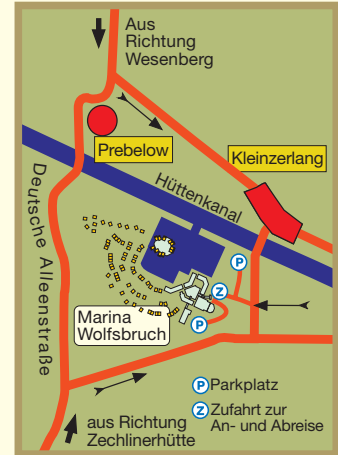 Aus
Richtung
Wesenberg
Prebelow
Kleinzerlang
Hüttenkanal
Deutsche Alleenstraße
P
Z
P
Marina
Wolfsbruch
P Parkplatz
Z Zufahrt zur
An- und Abreise
aus Richtung
Zechlinerhütte